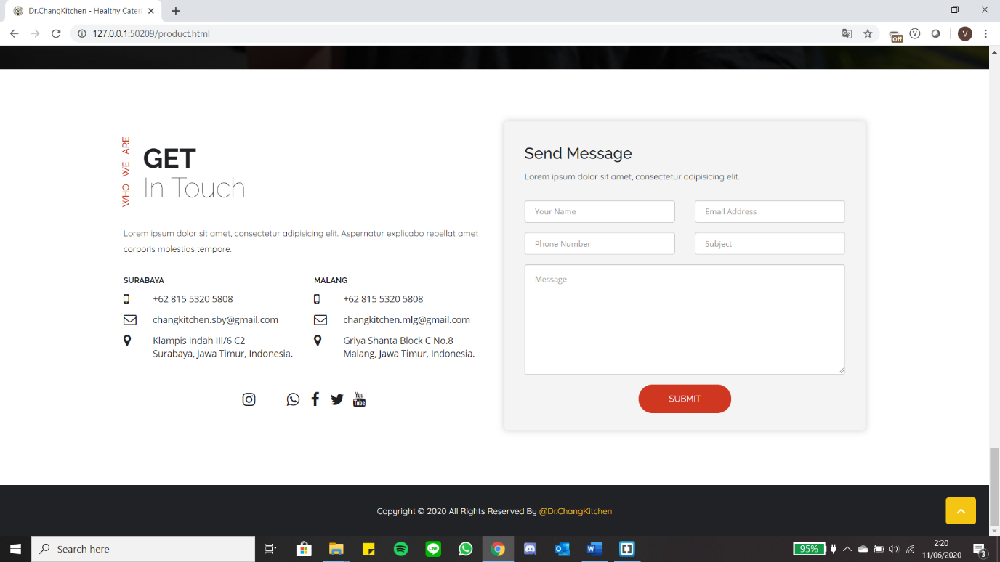 Dr.ChangKitchen - Healthy Cater
127.0.0.1:50209/product.html
Off
V
V
WHO WE ARE
GET
In Touch
Lorem ipsum dolor sit amet, consectetur adipisicing elit. Aspernatur explicabo repellat amet
corporis molestias tempore.
SURABAYA
+62 815 5320 5808
changkitchen.sby@gmail.com
Klampis Indah III/6 C2
Surabaya, Jawa Timur, Indonesia.
MALANG
+62 815 5320 5808
changkitchen.mlg@gmail.com
Griya Shanta Block C No.8
Malang, Jawa Timur, Indonesia.
You
Tube
Send Message
Lorem ipsum dolor sit amet, consectetur adipisicing elit.
Your Name
Email Address
Phone Number
Subject
Message
SUBMIT
Copyright © 2020 All Rights Reserved By @Dr.ChangKitchen
Search here
LINE
95%
2:20
11/06/2020
3